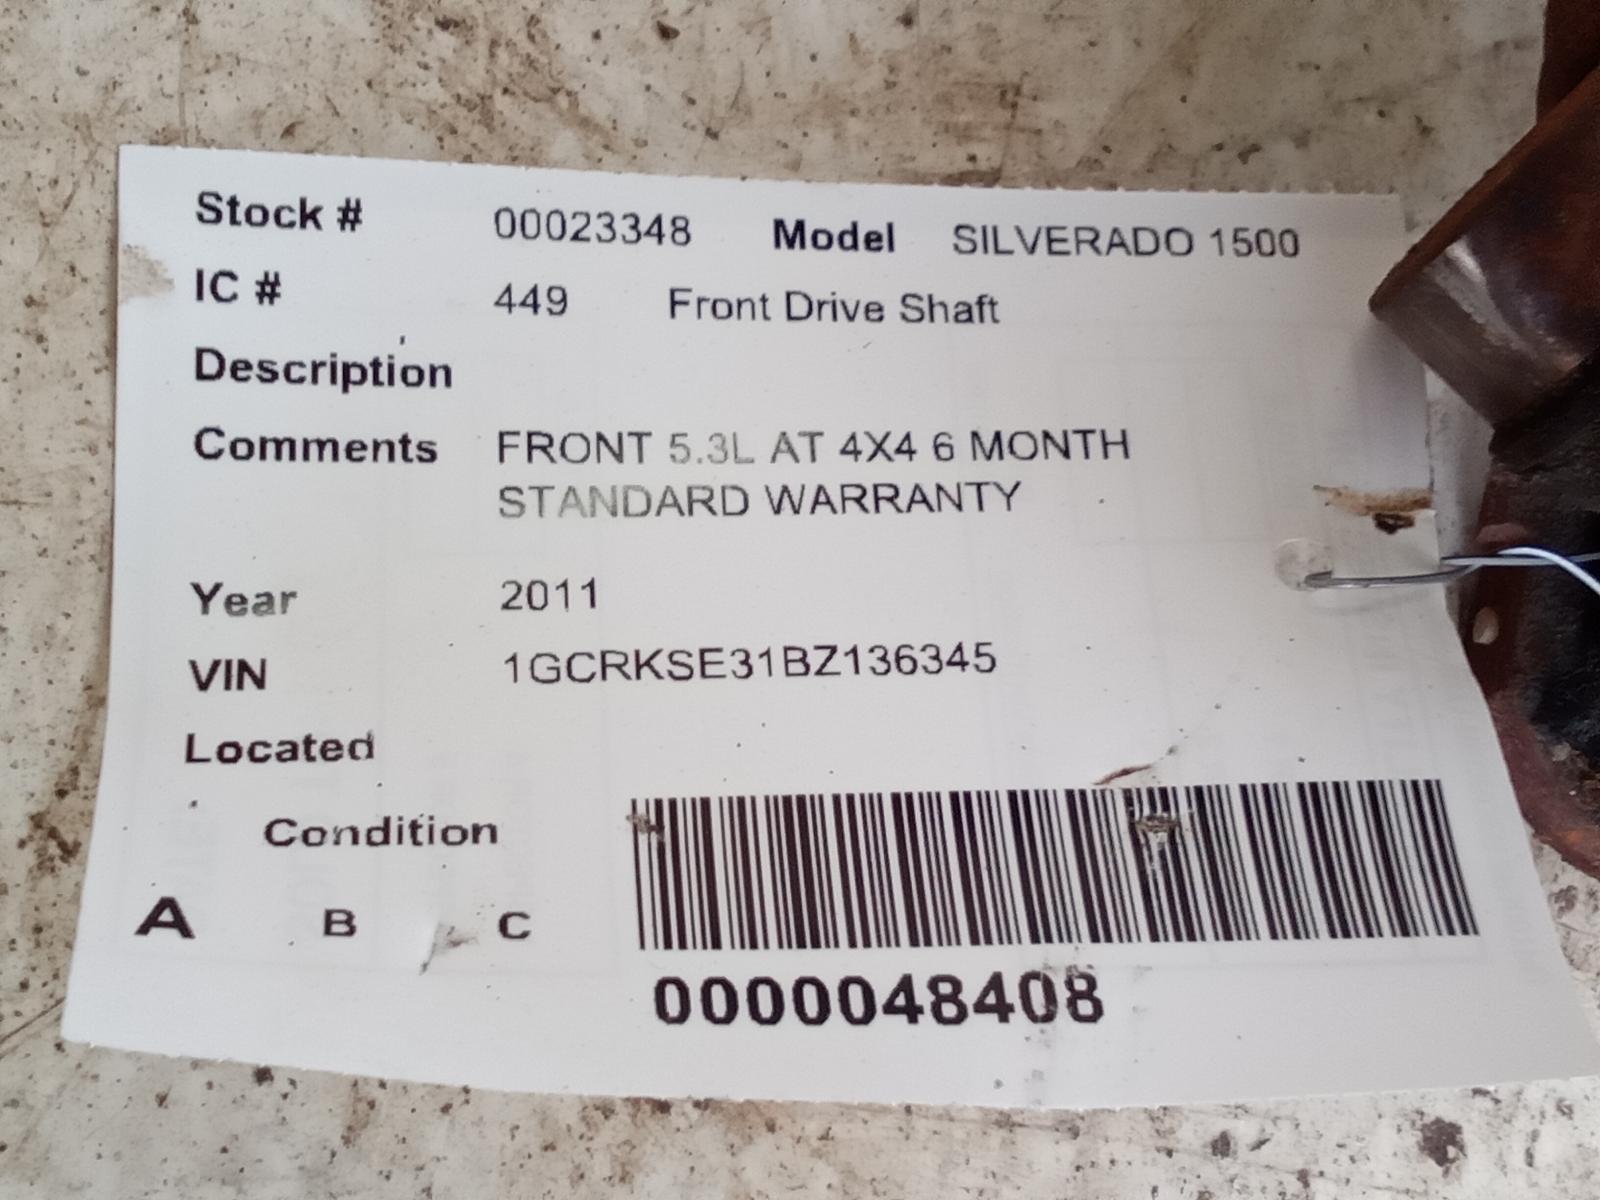 Stock # 00023348 Model SILVERADO 1500
IC # 449 Front Drive Shaft
Description
Comments FRONT 5.3L AT 4X4 6 MONTH
STANDARD WARRANTY
Year 2011
VIN 1GCRKSE31BZ136345
Located
Condition
A B C
0000048408